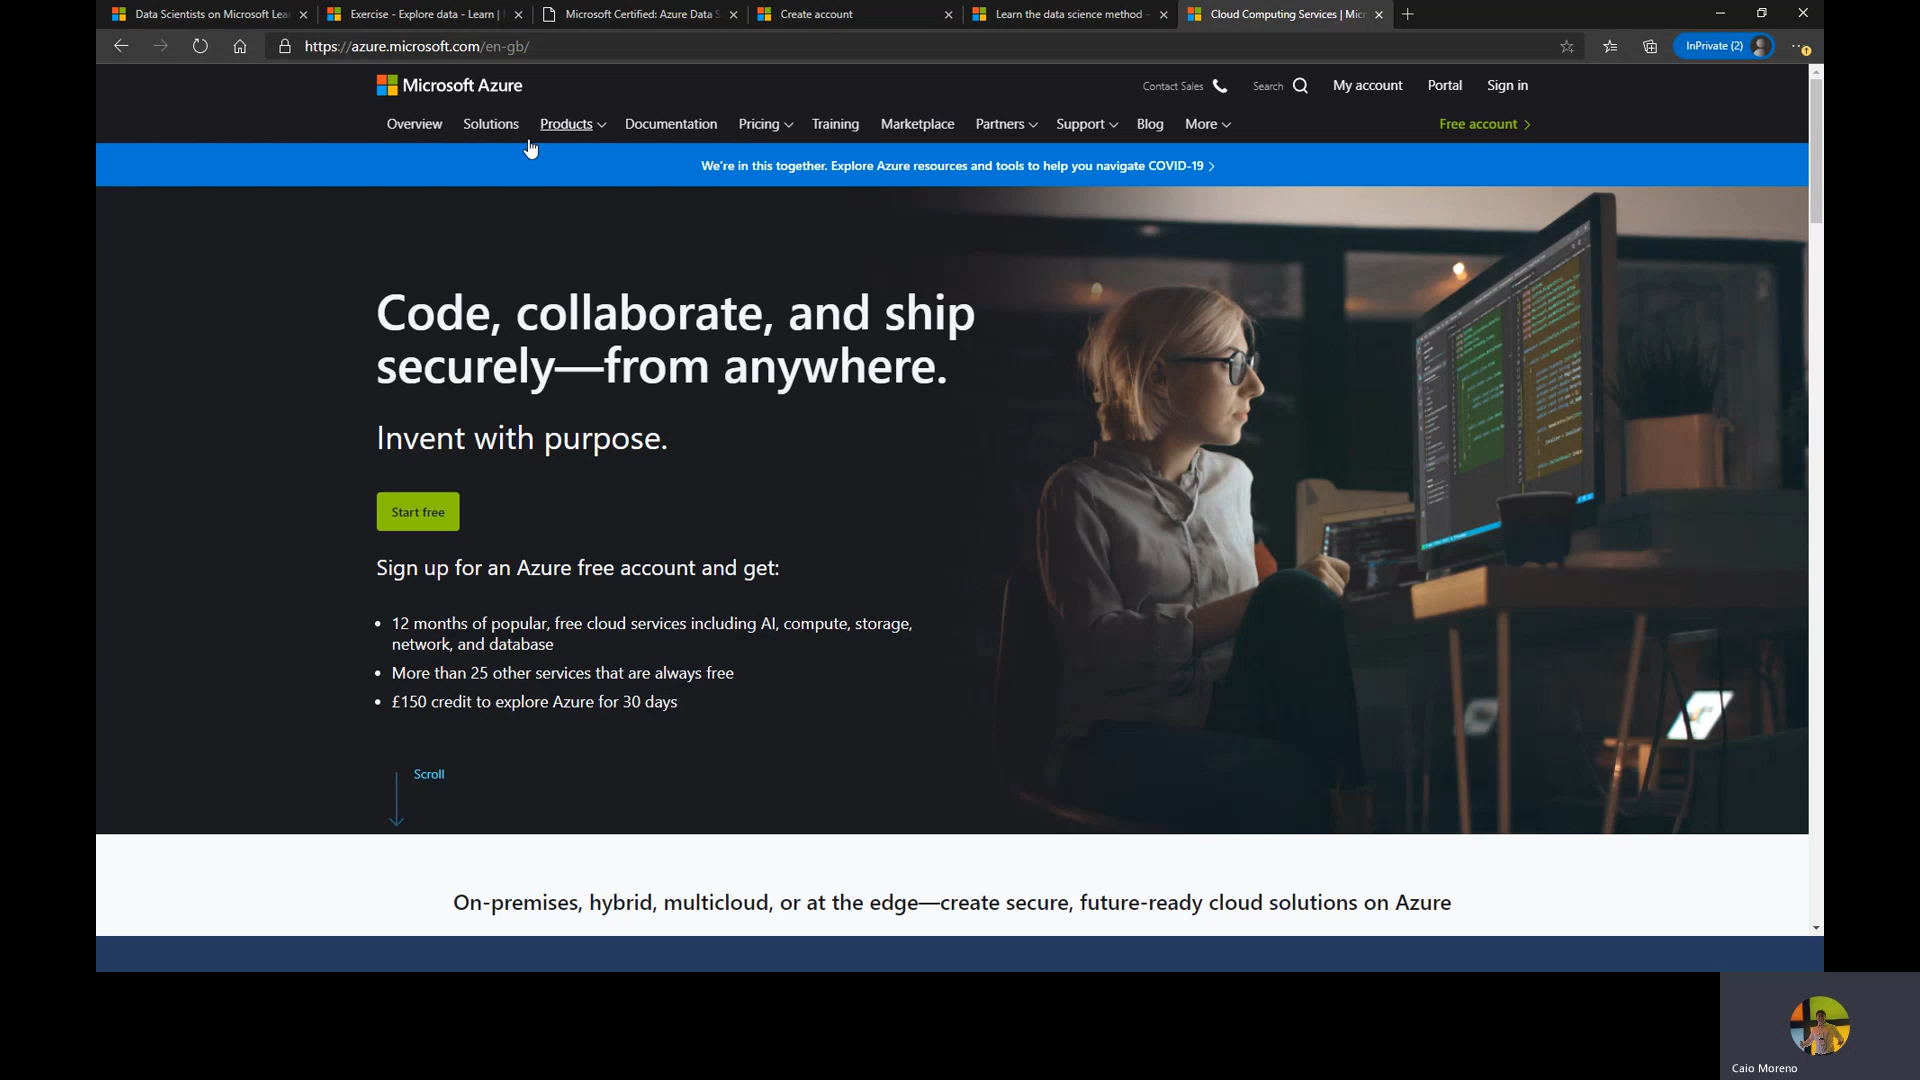 Data Scientists on Microsoft Lea
Exercise - Explore data - Learn |
Microsoft Certified: Azure Data S
Create account
Learn the data science method -
Cloud Computing Services | Micr
https://azure.microsoft.com/en-gb/
InPrivate (2)
Microsoft Azure
Contact Sales
Search
My account
Portal
Sign in
Overview
Solutions
Products
Documentation
Pricing
Training
Marketplace
Partners
Support
Blog
More
Free account
We're in this together. Explore Azure resources and tools to help you navigate COVID-19
Code, collaborate, and ship
securely—from anywhere.
Invent with purpose.
Start free
Sign up for an Azure free account and get:
• 12 months of popular, free cloud services including AI, compute, storage,
network, and database
• More than 25 other services that are always free
• £150 credit to explore Azure for 30 days
Scroll
On-premises, hybrid, multicloud, or at the edge—create secure, future-ready cloud solutions on Azure
Caio Moreno